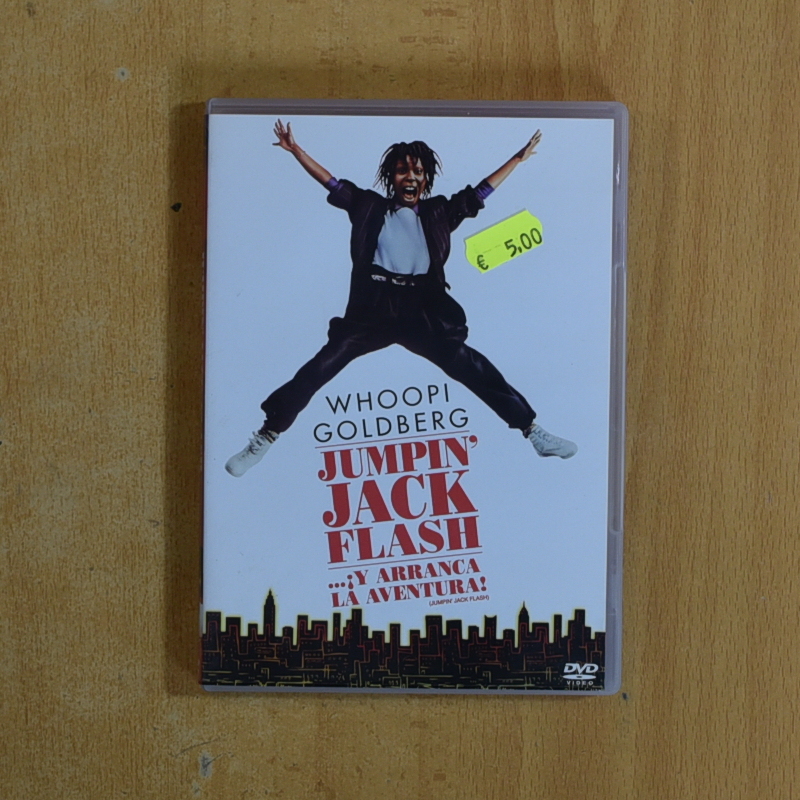 € 5,00
WHOOPI
GOLDBERG
JUMPIN'
JACK
FLASH
...¡Y ARRANCA
LA AVENTURA!
(JUMPIN' JACK FLASH)
DVD
VIDEO